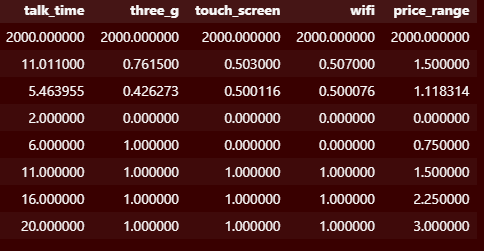 talk_time three_g touch_screen wifi price_range
2000.000000 2000.000000 2000.000000 2000.000000 2000.000000
11.011000 0.761500 0.503000 0.507000 1.500000
5.463955 0.426273 0.500116 0.500076 1.118314
2.000000 0.000000 0.000000 0.000000 0.000000
6.000000 1.000000 0.000000 0.000000 0.750000
11.000000 1.000000 1.000000 1.000000 1.500000
16.000000 1.000000 1.000000 1.000000 2.250000
20.000000 1.000000 1.000000 1.000000 3.000000